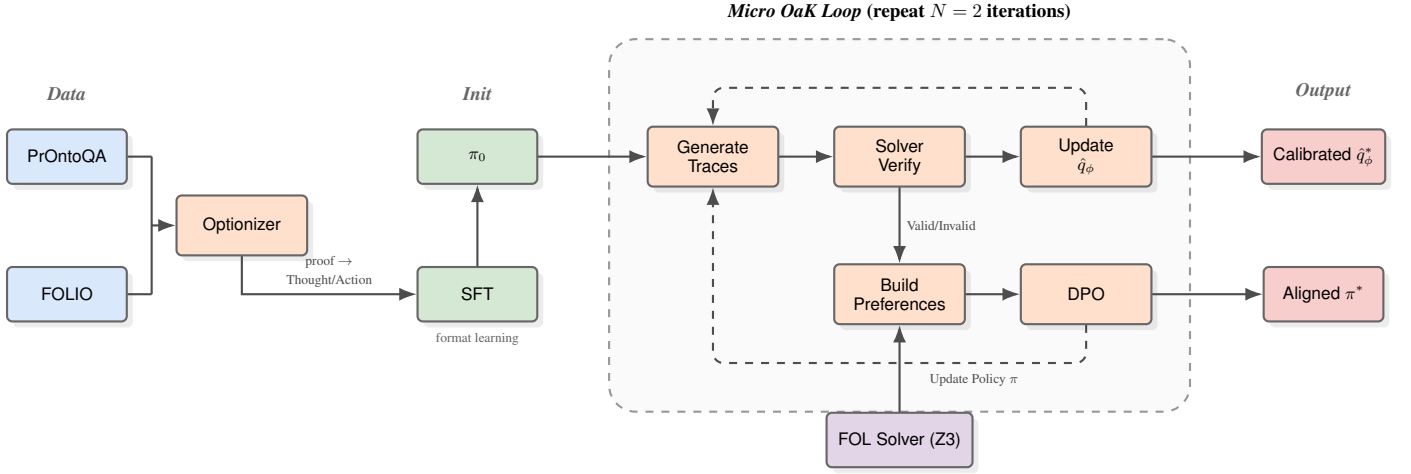 Micro OaK Loop (repeat N = 2 iterations)
Data
Init
Output
PrOntoQA
π₀
Generate
Traces
Solver
Verify
Update
q̂_ϕ
Calibrated q̂*_ϕ
Optionizer
Valid/Invalid
proof →
Thought/Action
FOLIO
SFT
Build
Preferences
DPO
Aligned π*
format learning
Update Policy π
FOL Solver (Z3)